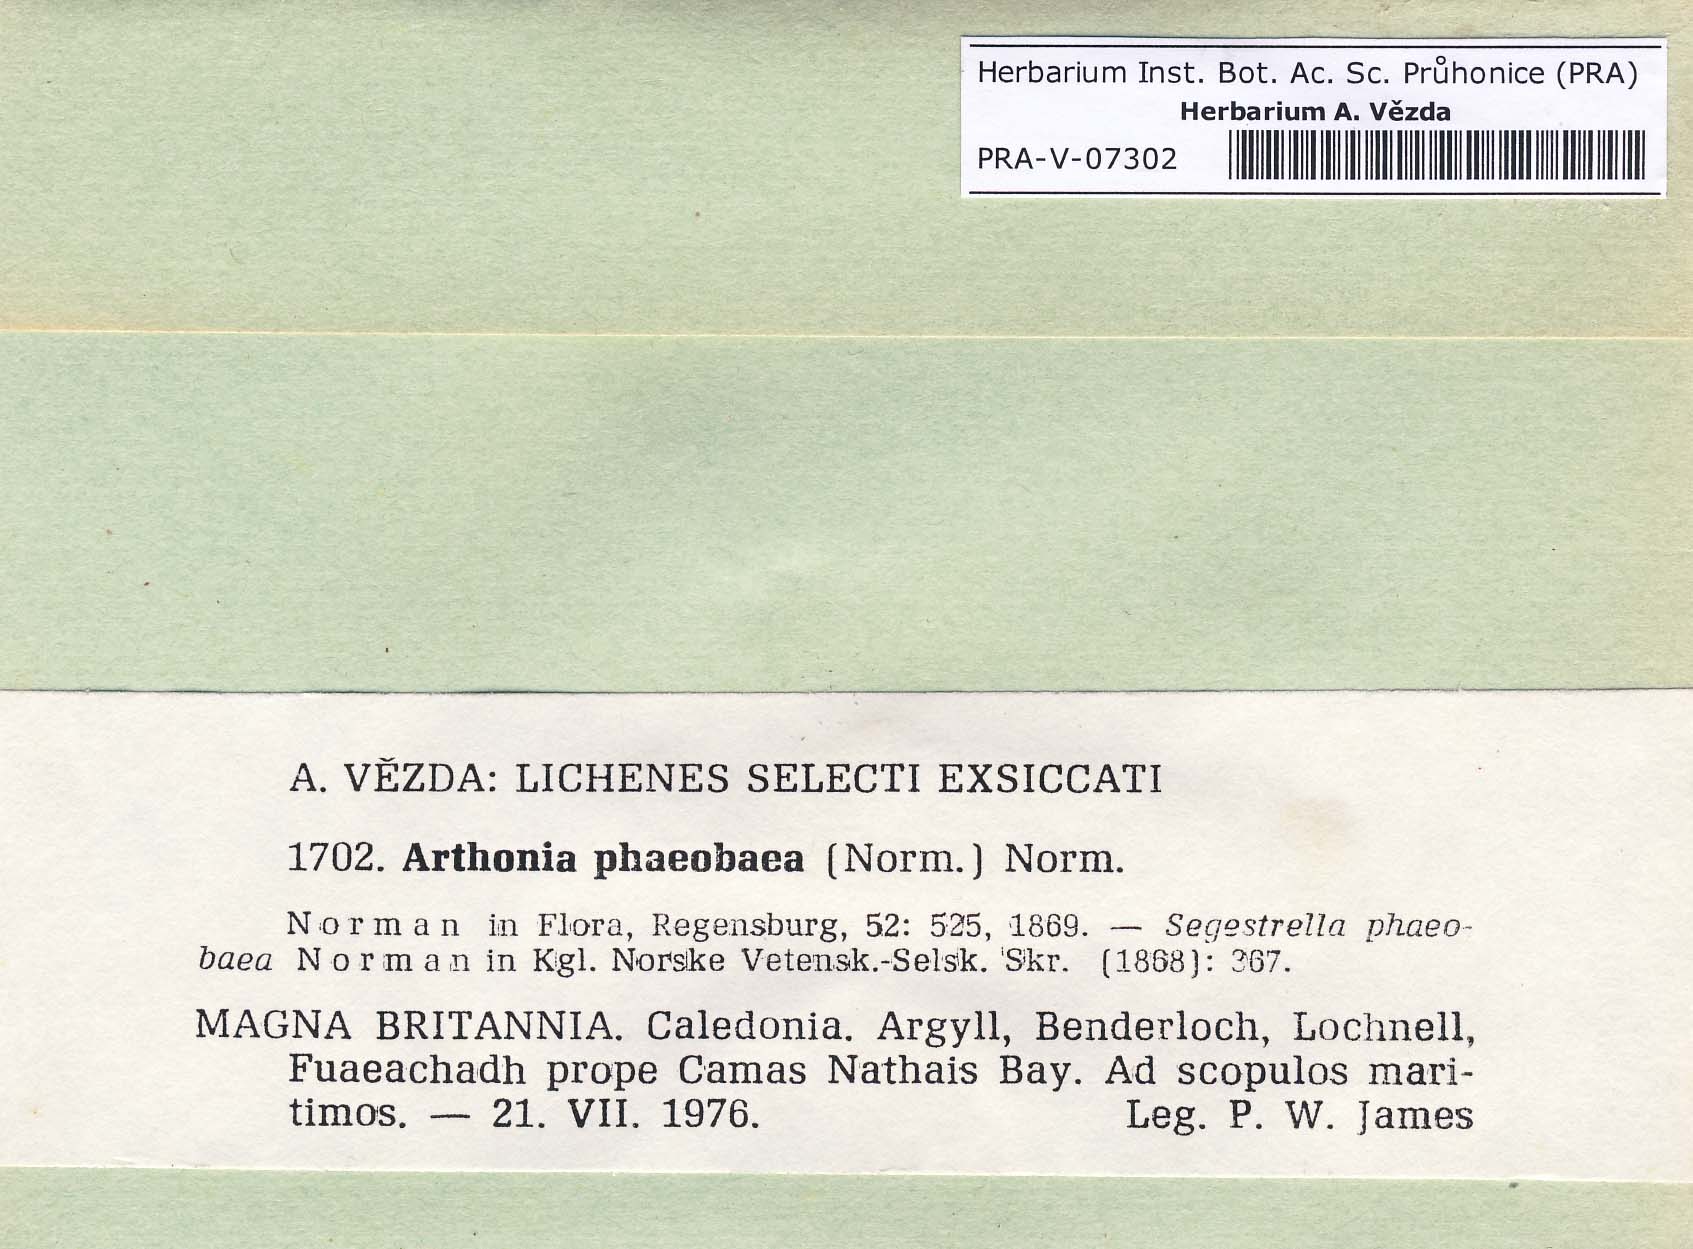 Herbarium Inst. Bot. Ac. Sc. Průhonice (PRA)
Herbarium A. Vězda
PRA-V-07302
A. VĚZDA: LICHENES SELECTI EXSICCATI
1702. Arthonia phaeobaea (Norm.) Norm.
Norman in Flora, Regensburg, 52: 525, 1869. — Segestrella phaeo-
baea Norman in Kgl. Norske Vetensk.-Selsk. Skr. (1868): 367.
MAGNA BRITANNIA. Caledonia. Argyll, Benderloch, Lochnell,
Fuaeachadh prope Camas Nathais Bay. Ad scopulos mari-
timos. — 21. VII. 1976. Leg. P. W. James